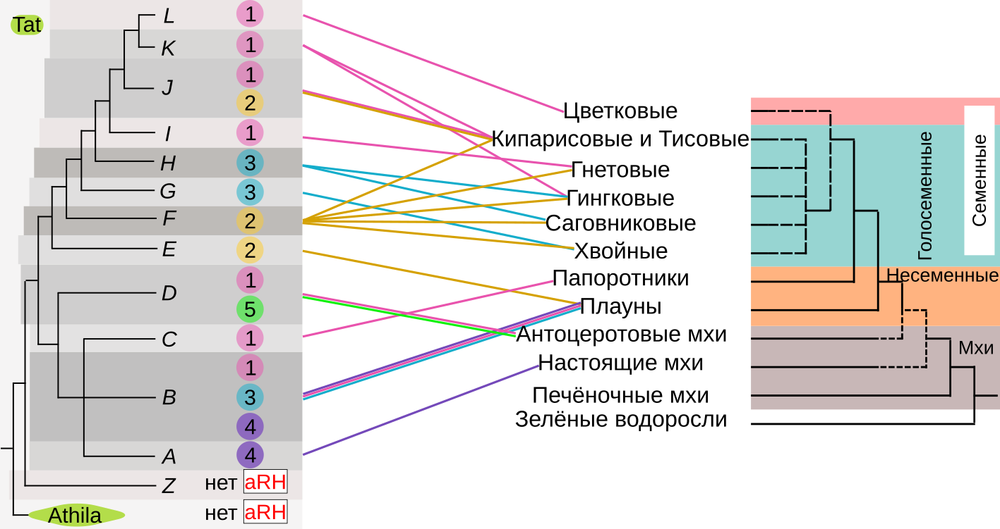 Tat
L 1
K 1
J 1
2
I 1
H 3
G 3
F 2
E 2
D 1
5
C 1
B 1
3
4
A 4
Z нет aRH
Athila нет aRH
Цветковые
Кипарисовые и Тисовые
Гнетовые
Гингковые
Саговниковые
Хвойные
Папоротники
Плауны
Антоцеротовые мхи
Настоящие мхи
Печёночные мхи
Зелёные водоросли
Голосеменные
Семенные
Несеменные
Мхи